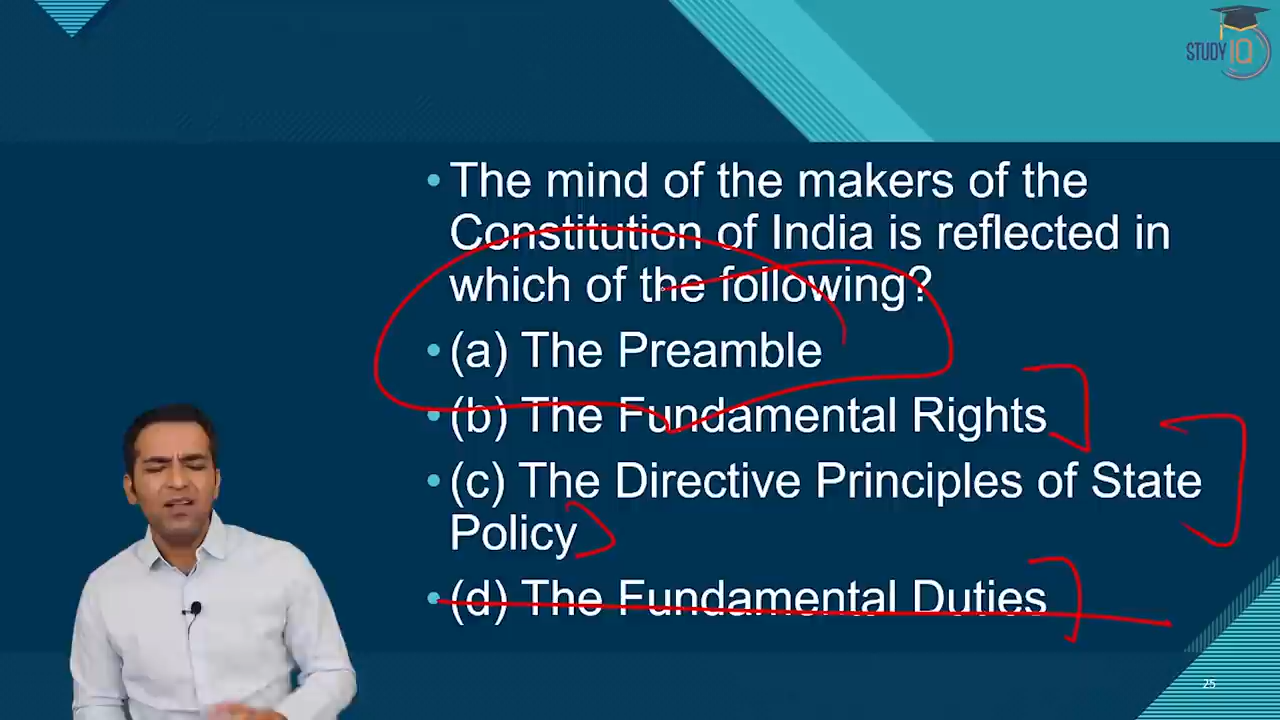 STUDY IQ
• The mind of the makers of the
Constitution of India is reflected in
which of the following?
• (a) The Preamble
• (b) The Fundamental Rights
• (c) The Directive Principles of State
Policy
• (d) The Fundamental Duties
25